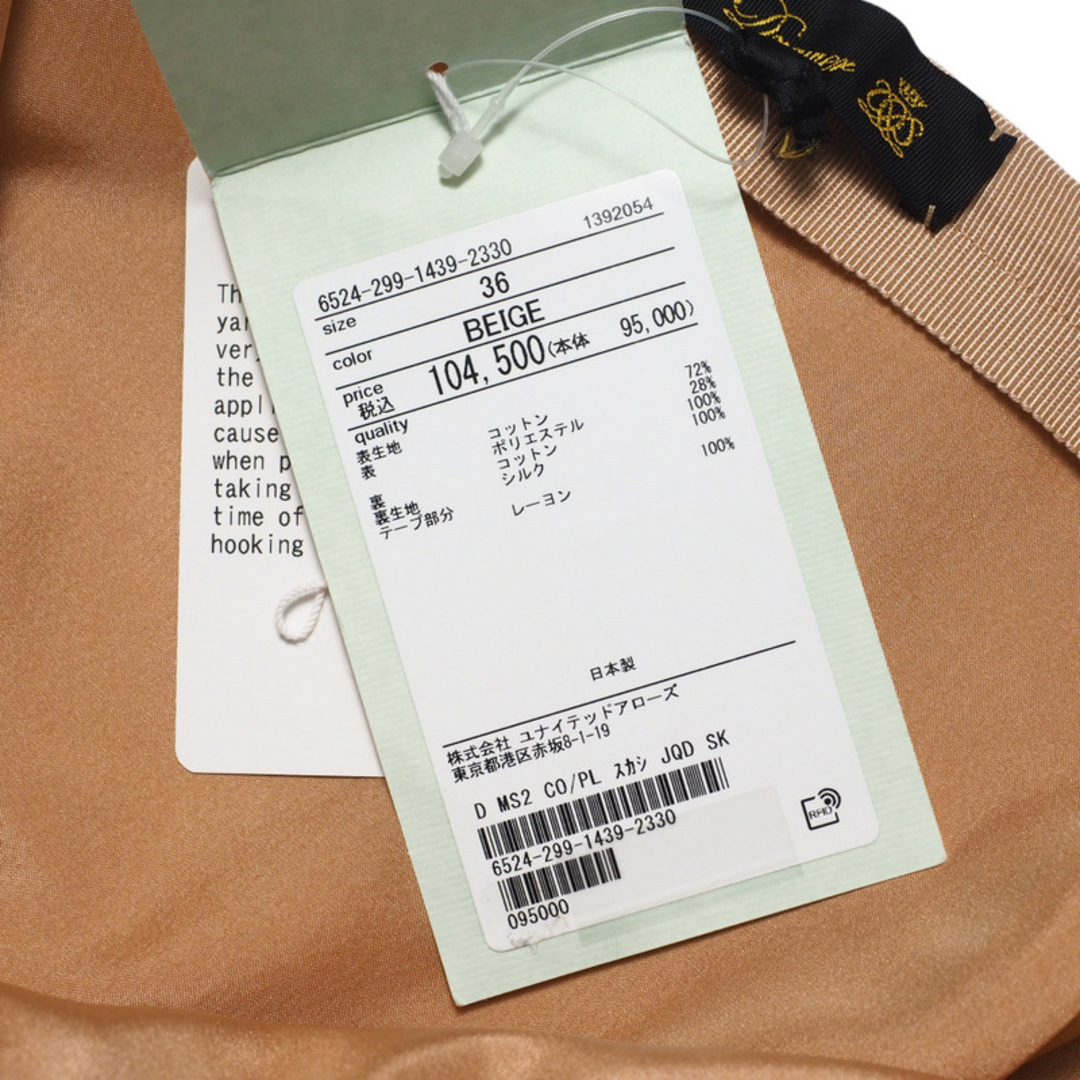 1392054
6524-299-1439-2330
size 36
color BEIGE
price 104,500(本体 95,000)
税込
quality
表生地 コットン 72%
表 ポリエステル 28%
コットン 100%
裏 シルク 100%
裏生地
テープ部分 レーヨン 100%
日本製
株式会社 ユナイテッドアローズ
東京都港区赤坂8-1-19
D MS2 CO/PL スカシ JQD SK
6524-299-1439-2330
095000
RFID
Th
yar
ver
the
appl
cause
when p
taking
time of
hooking